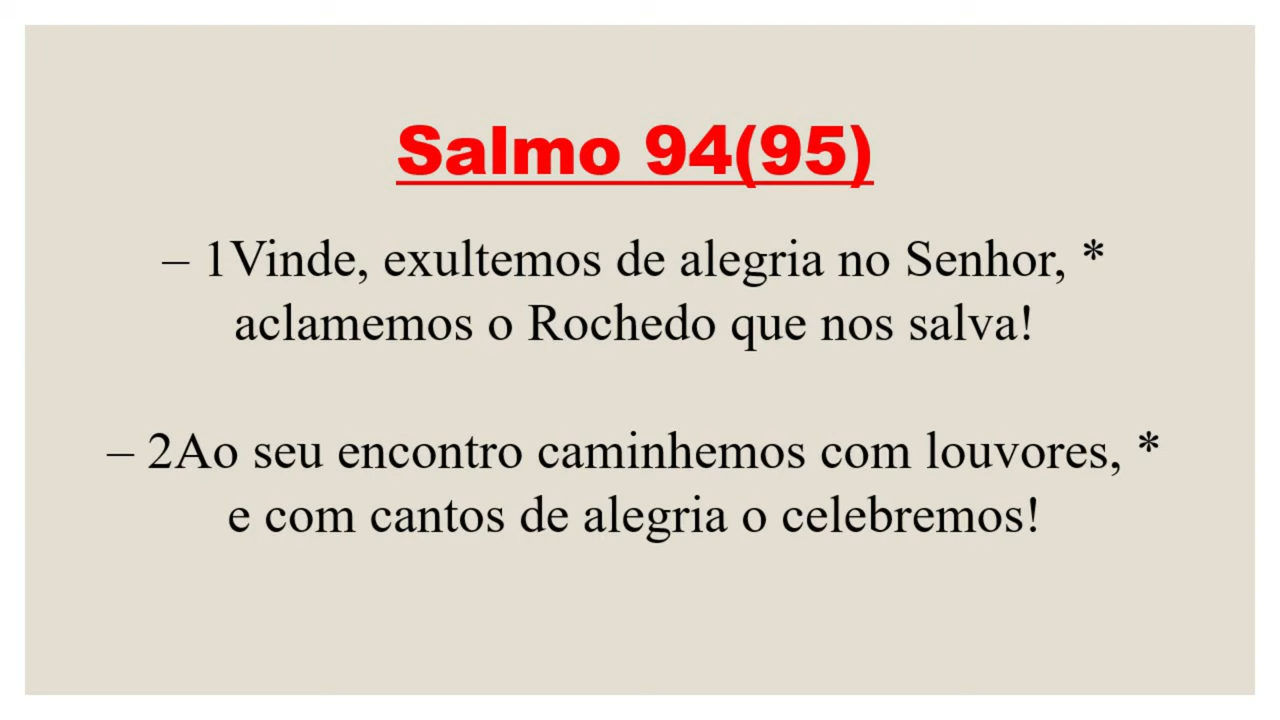 Salmo 94(95)
– 1Vinde, exultemos de alegria no Senhor, *
aclamemos o Rochedo que nos salva!
– 2Ao seu encontro caminhemos com louvores, *
e com cantos de alegria o celebremos!